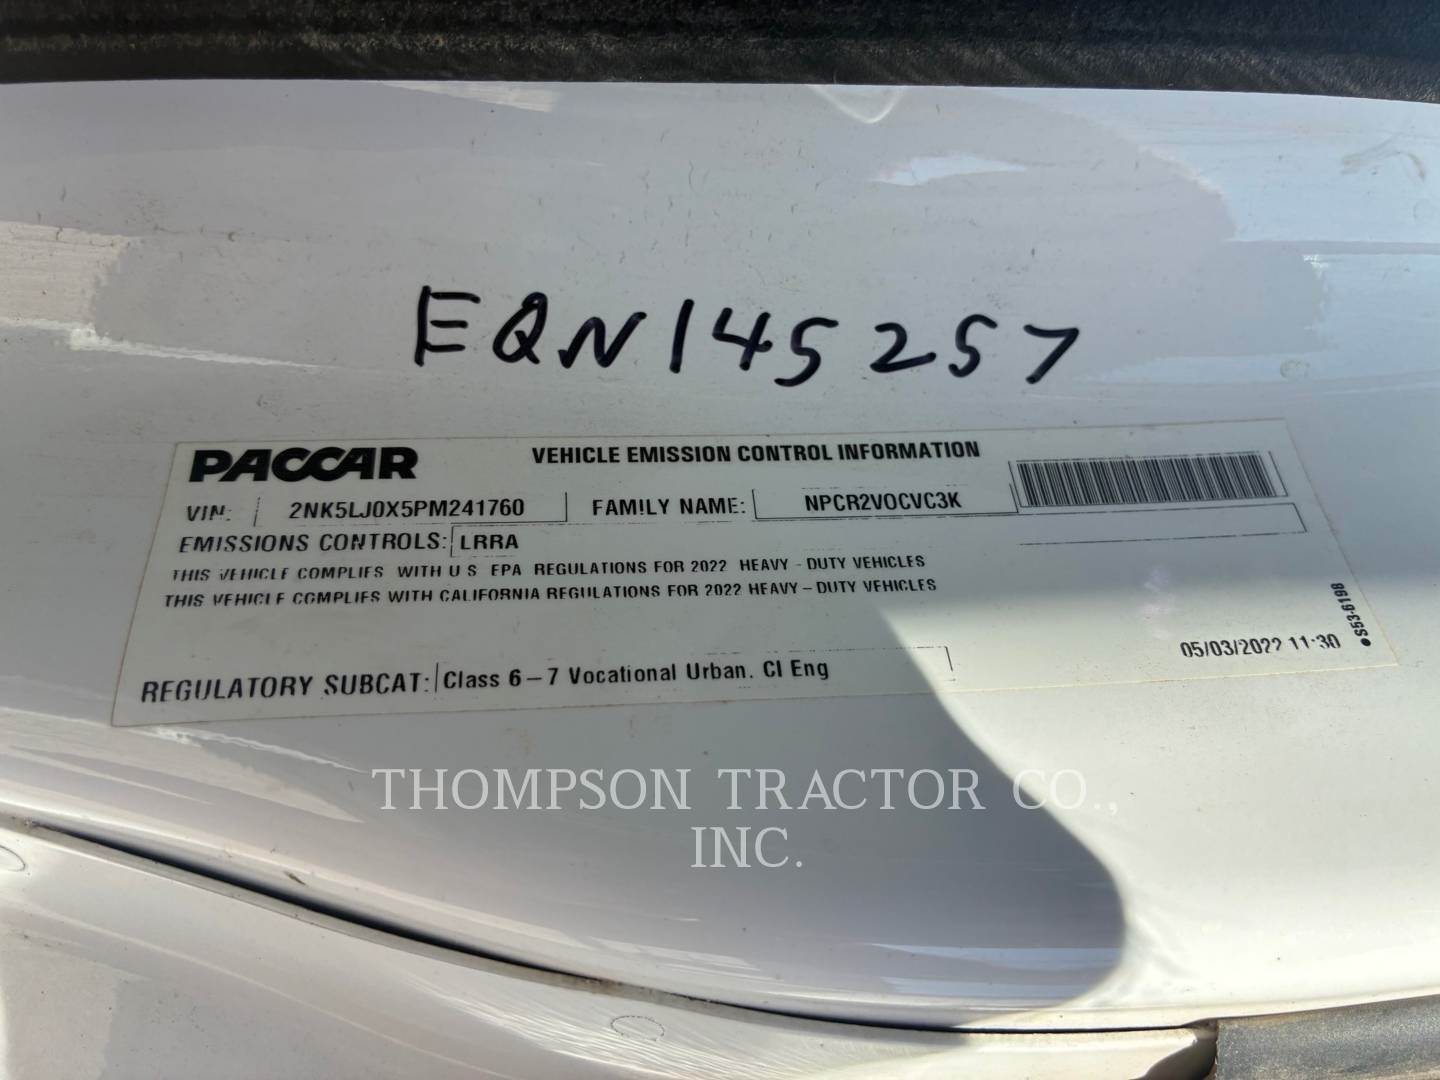 EQN145257
PACCAR VEHICLE EMISSION CONTROL INFORMATION
VIN: 2NK5LJ0X5PM241760 FAMILY NAME: NPCR2VOCVC3K
EMISSIONS CONTROLS: LRRA
THIS VEHICLE COMPLIES WITH U S EPA REGULATIONS FOR 2022 HEAVY - DUTY VEHICLES
THIS VEHICLE COMPLIES WITH CALIFORNIA REGULATIONS FOR 2022 HEAVY - DUTY VEHICLES
S53-6198
05/03/2022 11:30
REGULATORY SUBCAT: Class 6 - 7 Vocational Urban. CI Eng
THOMPSON TRACTOR CO.,
INC.